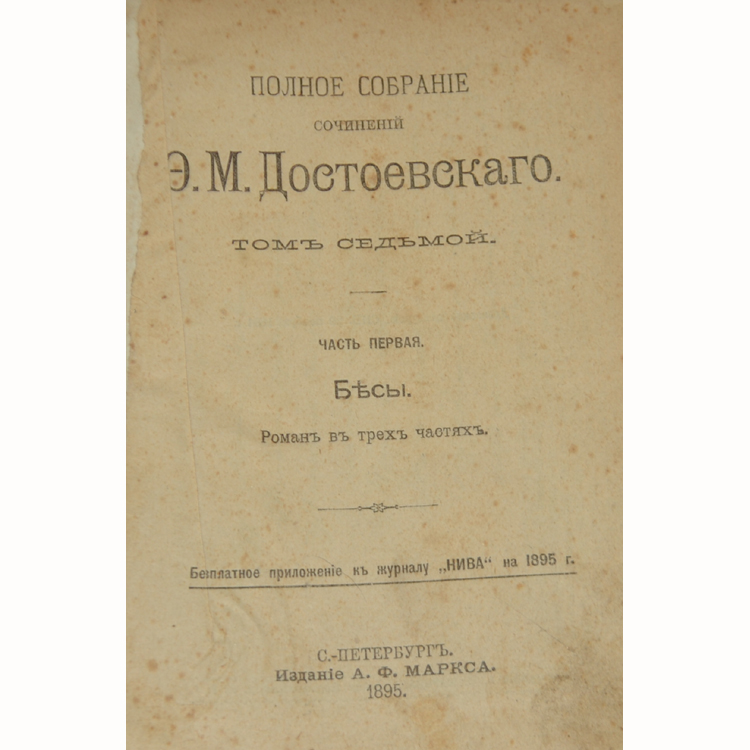 ПОЛНОЕ СОБРАНІЕ
СОЧИНЕНІЙ
Ѳ. М. Достоевскаго.
ТОМЪ СЕДЬМОЙ.
ЧАСТЬ ПЕРВАЯ.
Бѣсы.
Романъ въ трехъ частяхъ.
Безплатное приложеніе къ журналу „НИВА“ на 1895 г.
С.-ПЕТЕРБУРГЪ.
Изданіе А. Ф. МАРКСА.
1895.